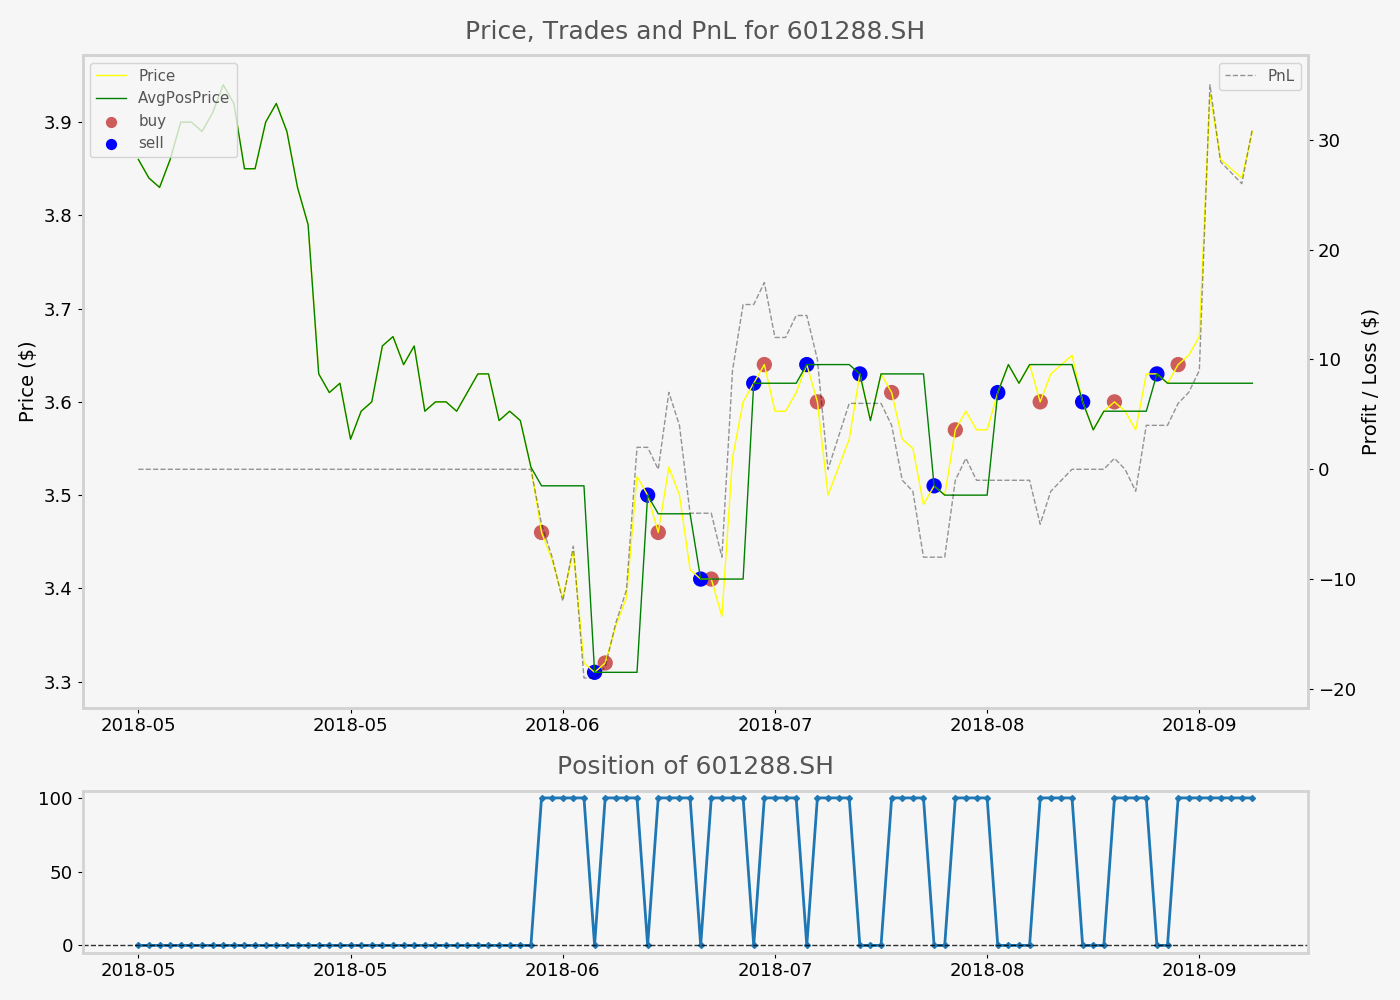 Price, Trades and PnL for 601288.SH
Price
AvgPosPrice
buy
sell
PnL
3.9
3.8
3.7
3.6
3.5
3.4
3.3
Price ($)
30
20
10
0
−10
−20
Profit / Loss ($)
2018-05 2018-05 2018-06 2018-07 2018-08 2018-09
Position of 601288.SH
100
50
0
2018-05 2018-05 2018-06 2018-07 2018-08 2018-09